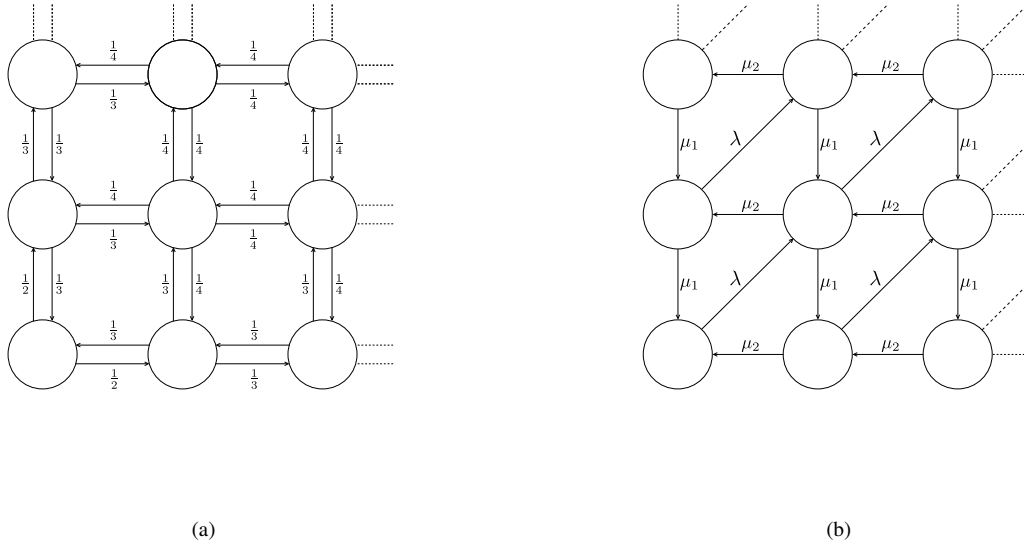 1/4 1/4
1/3 1/4
1/3 1/3 1/4 1/4 1/4 1/4
1/4 1/4
1/3 1/4
1/2 1/3 1/3 1/4 1/3 1/4
1/3 1/3
1/2 1/3
(a)
μ₂ μ₂
μ₁ λ μ₁ λ μ₁
μ₂ μ₂
μ₁ λ μ₁ λ μ₁
μ₂ μ₂
(b)